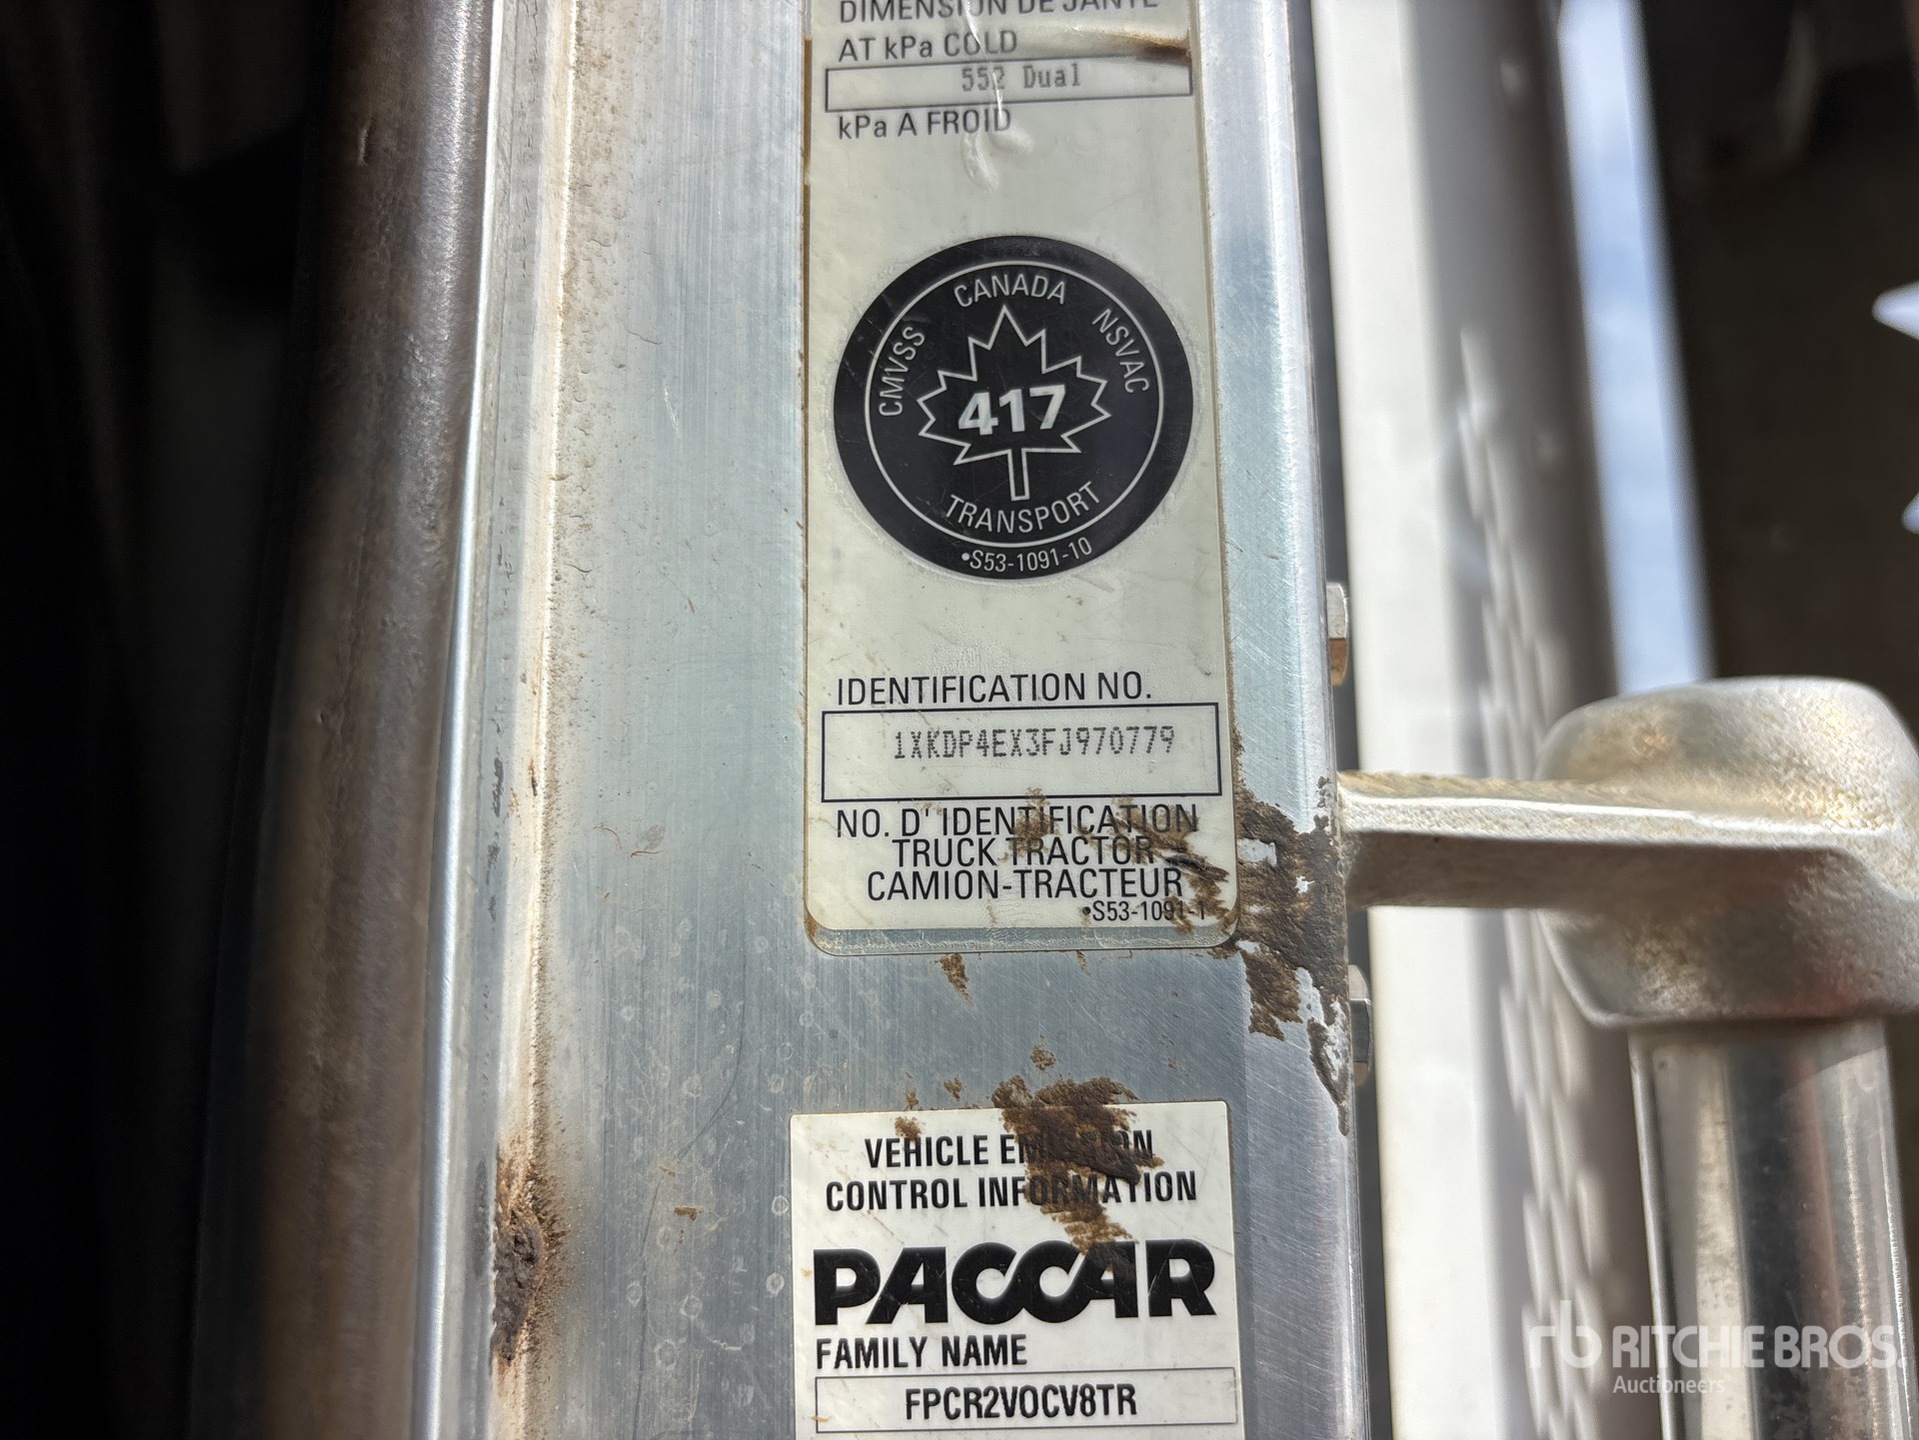 DIMENSION DE JANTE
AT kPa COLD
552 Dual
kPa A FROID
CANADA
CMVSS
NSVAC
417
TRANSPORT
•S53-1091-10
IDENTIFICATION NO.
1XKDP4EX3FJ970779
NO. D' IDENTIFICATION
TRUCK TRACTOR -
CAMION-TRACTEUR
•S53-1091-1
VEHICLE EMISSION
CONTROL INFORMATION
PACCAR
FAMILY NAME
FPCR2VOCV8TR
rb RITCHIE BROS.
Auctioneers